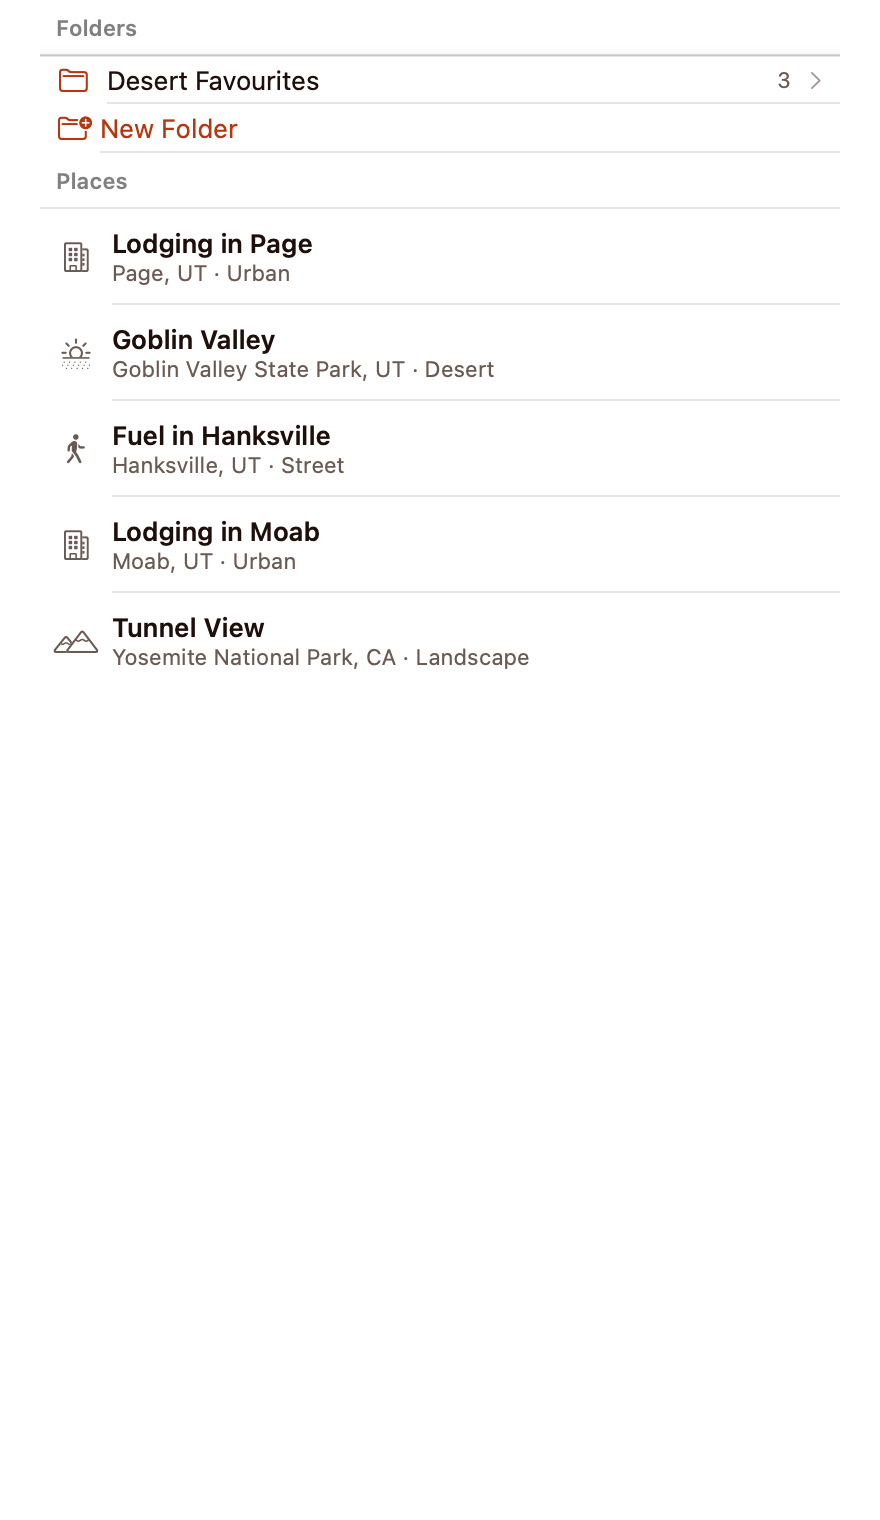 Folders
Desert Favourites 3
New Folder
Places
Lodging in Page
Page, UT · Urban
Goblin Valley
Goblin Valley State Park, UT · Desert
Fuel in Hanksville
Hanksville, UT · Street
Lodging in Moab
Moab, UT · Urban
Tunnel View
Yosemite National Park, CA · Landscape